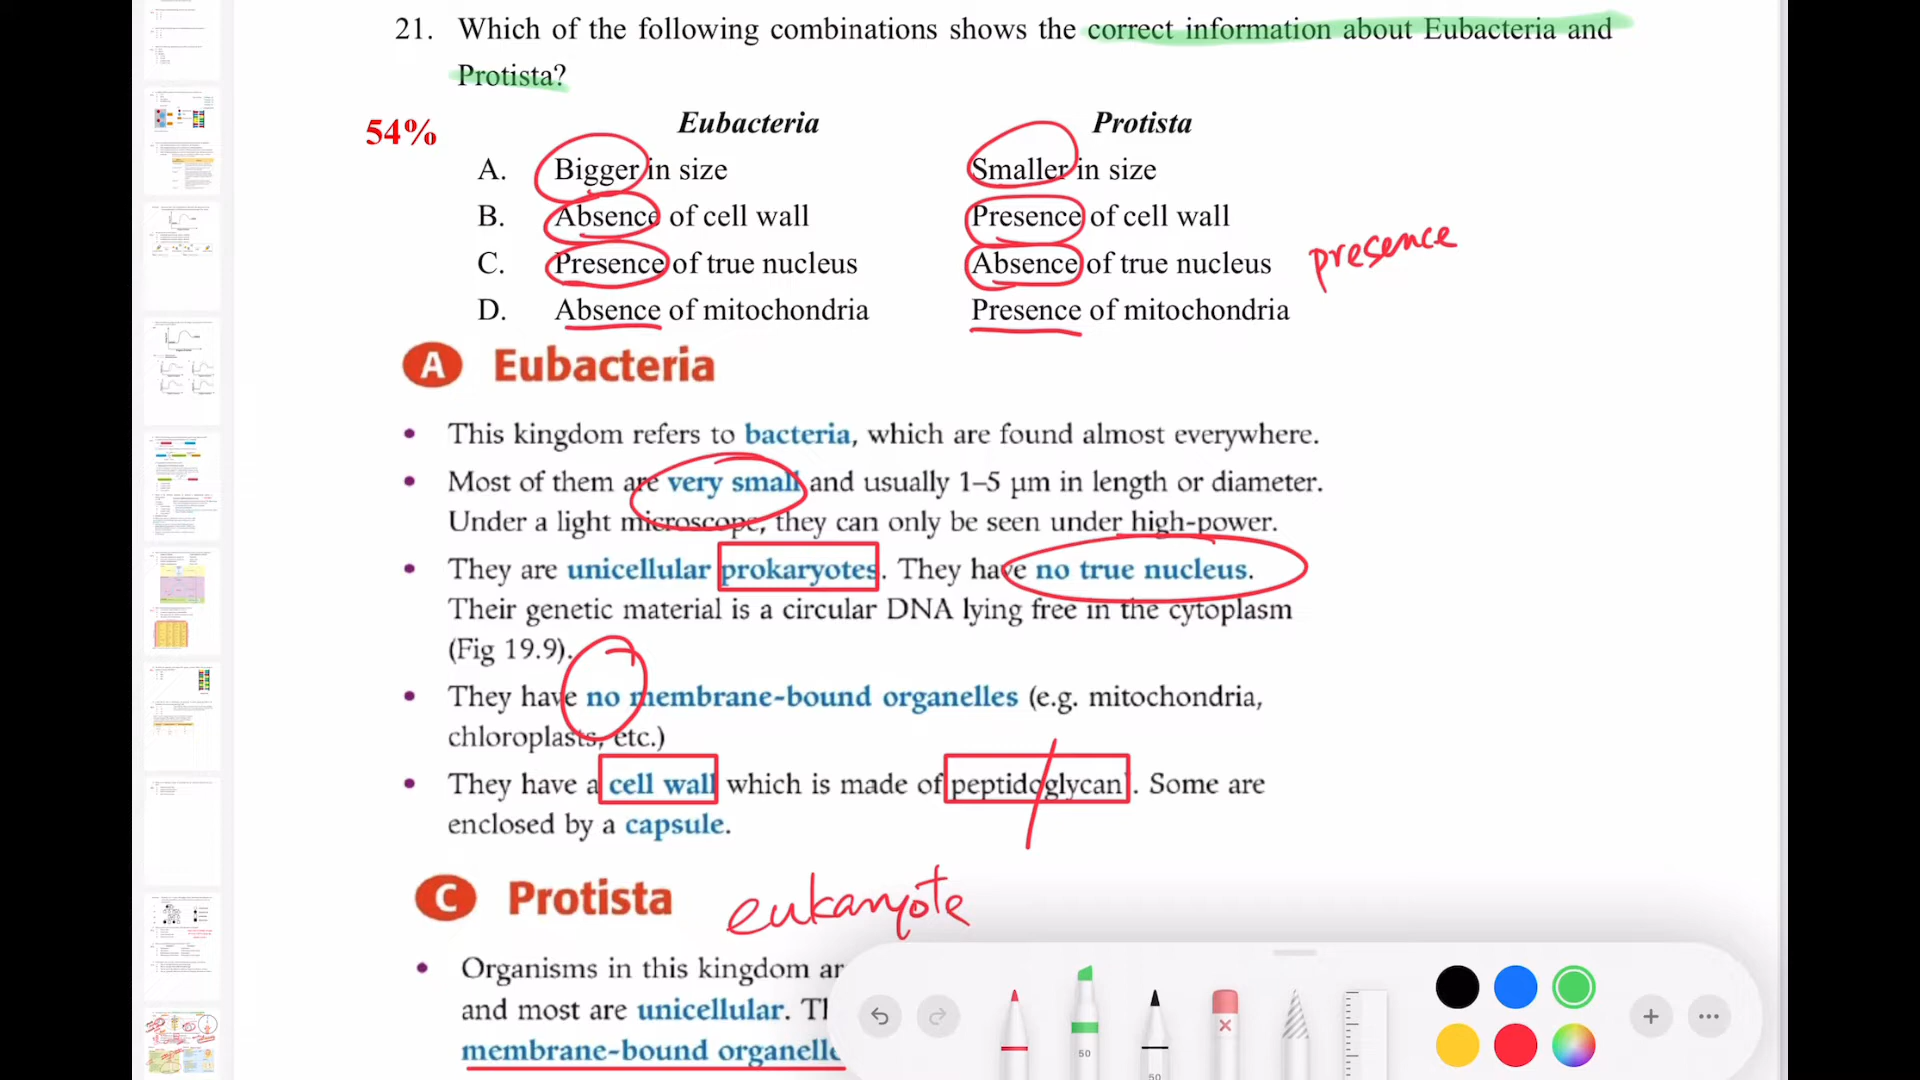 21. Which of the following combinations shows the correct information about Eubacteria and
Protista?
54%
Eubacteria Protista
A. Bigger in size Smaller in size
B. Absence of cell wall Presence of cell wall
C. Presence of true nucleus Absence of true nucleus presence
D. Absence of mitochondria Presence of mitochondria
A Eubacteria
• This kingdom refers to bacteria, which are found almost everywhere.
• Most of them are very small and usually 1–5 μm in length or diameter.
Under a light microscope, they can only be seen under high-power.
• They are unicellular prokaryotes. They have no true nucleus.
Their genetic material is a circular DNA lying free in the cytoplasm
(Fig 19.9).
• They have no membrane-bound organelles (e.g. mitochondria,
chloroplasts, etc.)
• They have a cell wall which is made of peptidoglycan. Some are
enclosed by a capsule.
C Protista eukaryote
• Organisms in this kingdom
and most are unicellular.
membrane-bound
50
50